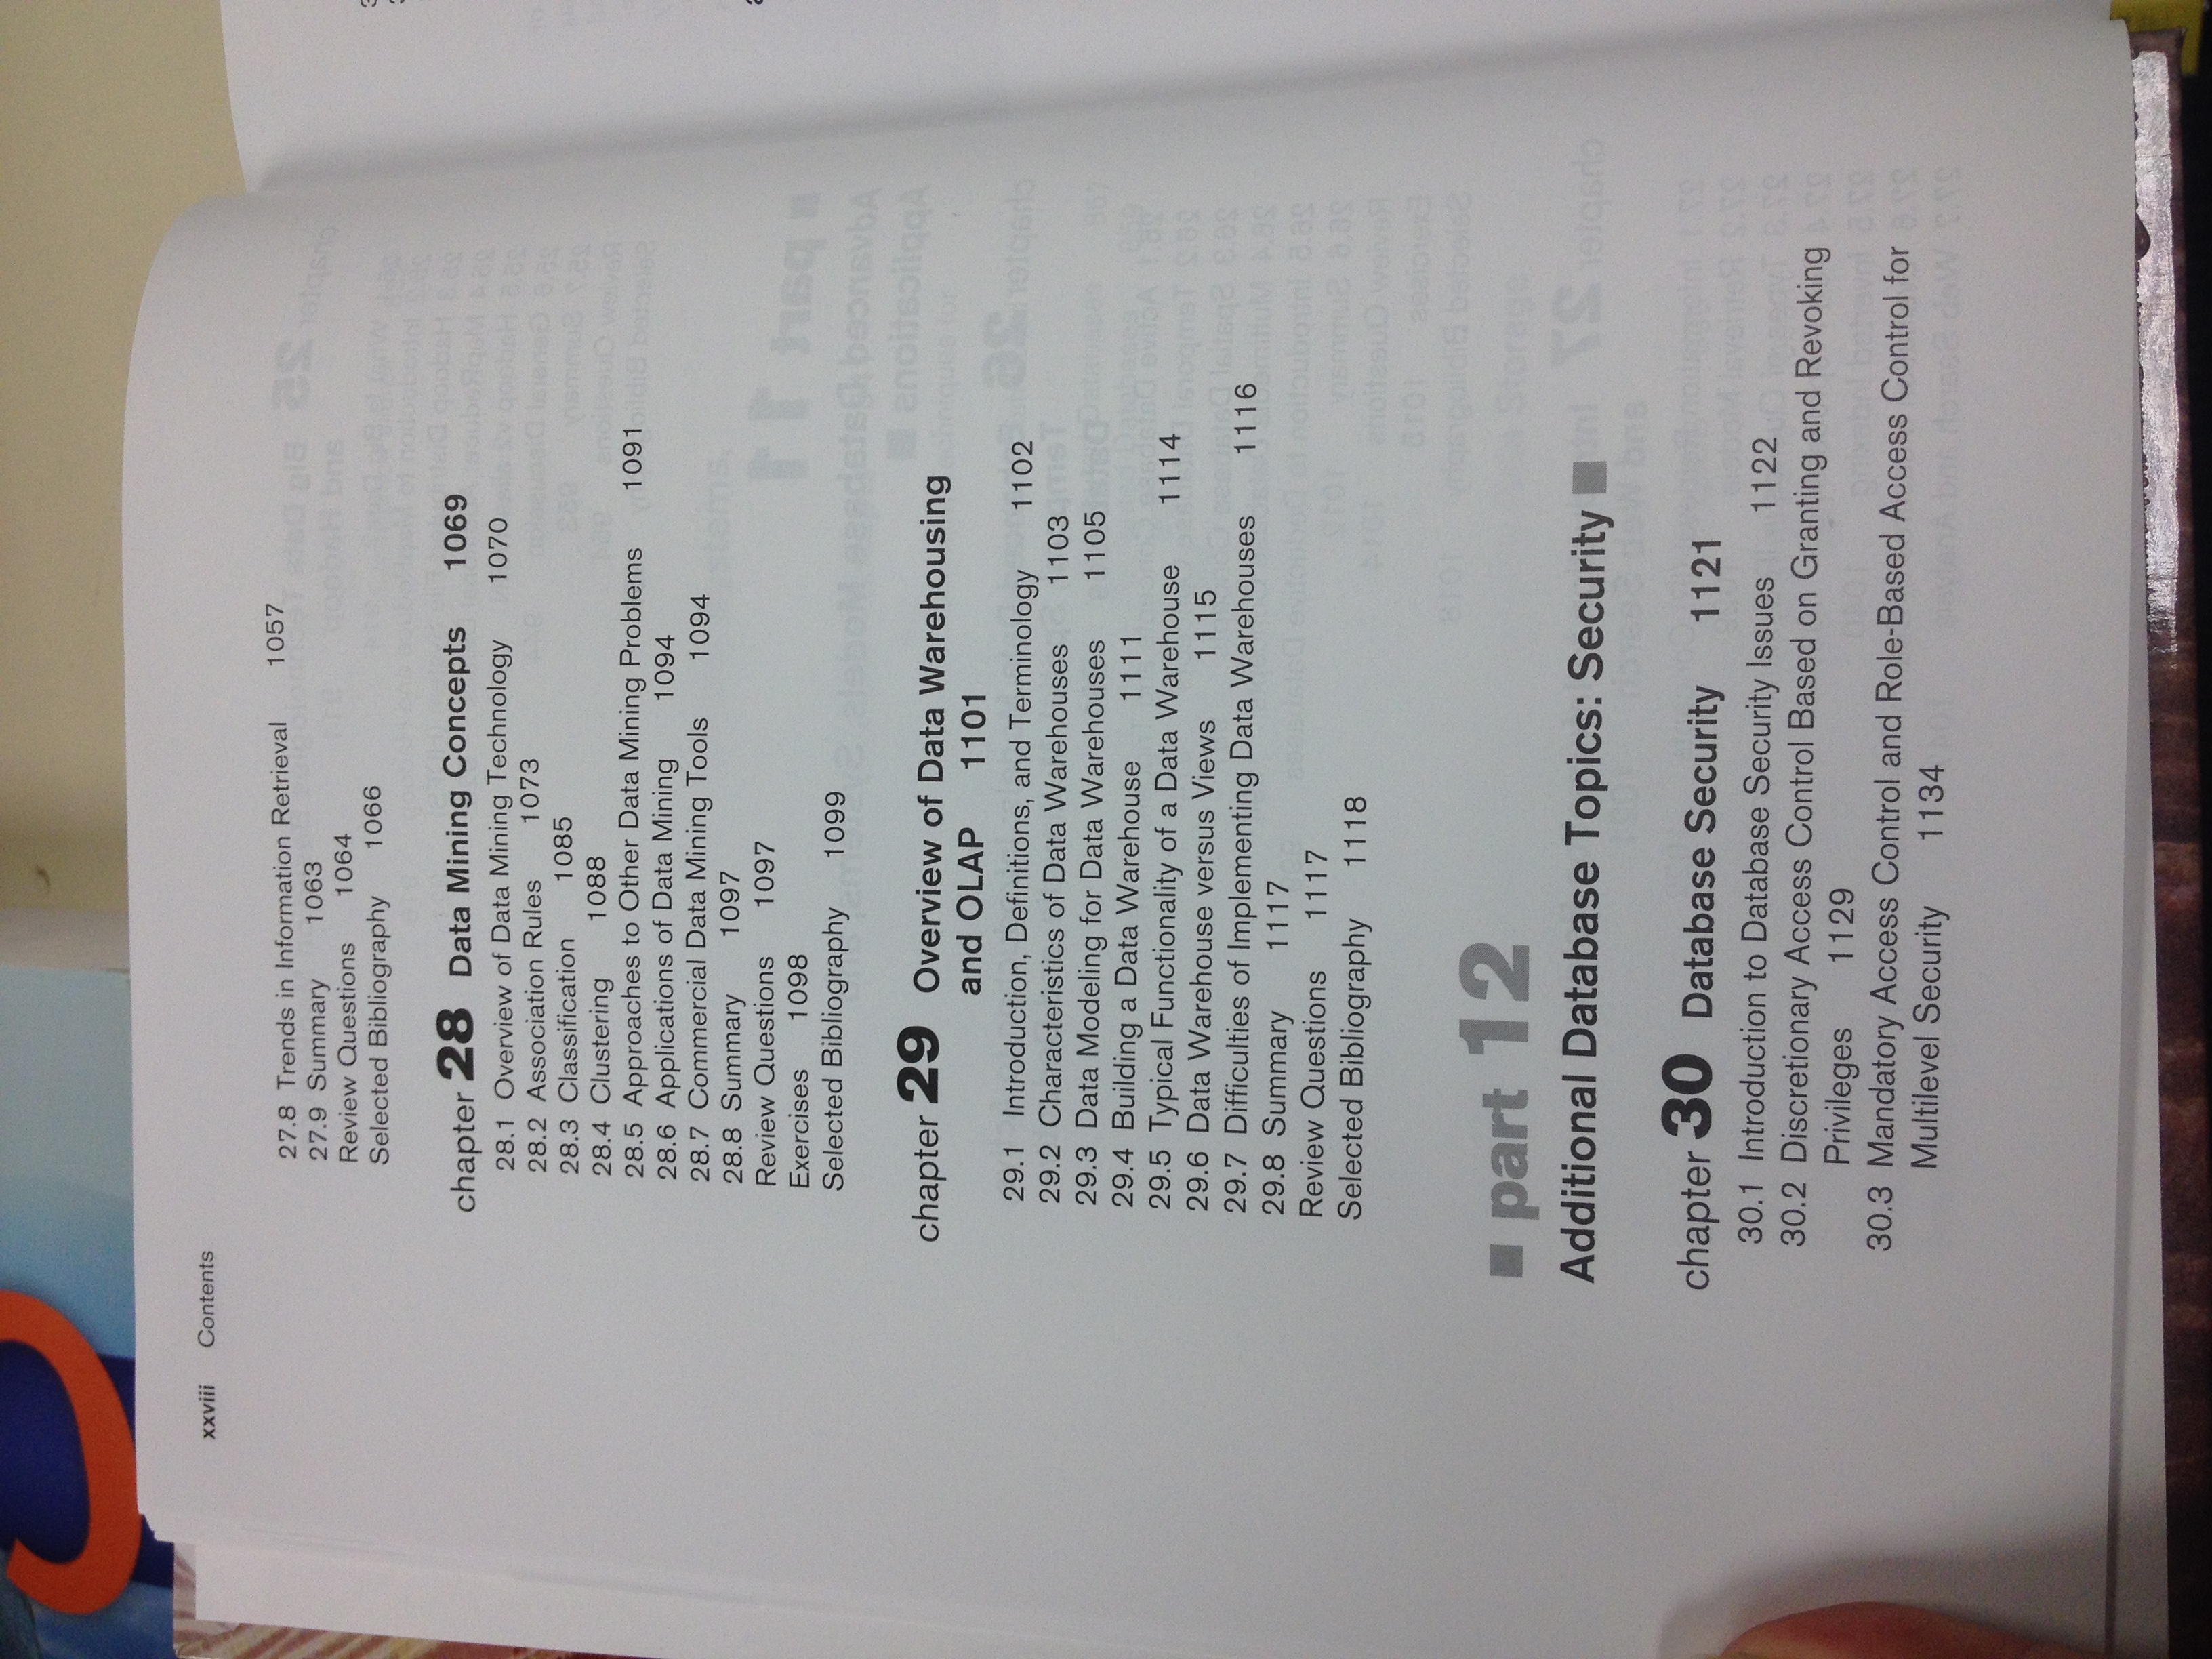 xxviii Contents
27.8 Trends in Information Retrieval 1057
27.9 Summary 1063
Review Questions 1064
Selected Bibliography 1066
chapter 28 Data Mining Concepts 1069
28.1 Overview of Data Mining Technology 1070
28.2 Association Rules 1073
28.3 Classification 1085
28.4 Clustering 1088
28.5 Approaches to Other Data Mining Problems 1091
28.6 Applications of Data Mining 1094
28.7 Commercial Data Mining Tools 1094
28.8 Summary 1097
Review Questions 1097
Exercises 1098
Selected Bibliography 1099
chapter 29 Overview of Data Warehousing
and OLAP 1101
29.1 Introduction, Definitions, and Terminology 1102
29.2 Characteristics of Data Warehouses 1103
29.3 Data Modeling for Data Warehouses 1105
29.4 Building a Data Warehouse 1111
29.5 Typical Functionality of a Data Warehouse 1114
29.6 Data Warehouse versus Views 1115
29.7 Difficulties of Implementing Data Warehouses 1116
29.8 Summary 1117
Review Questions 1117
Selected Bibliography 1118
■ part 12
Additional Database Topics: Security ■
chapter 30 Database Security 1121
30.1 Introduction to Database Security Issues 1122
30.2 Discretionary Access Control Based on Granting and Revoking
Privileges 1129
30.3 Mandatory Access Control and Role-Based Access Control for
Multilevel Security 1134